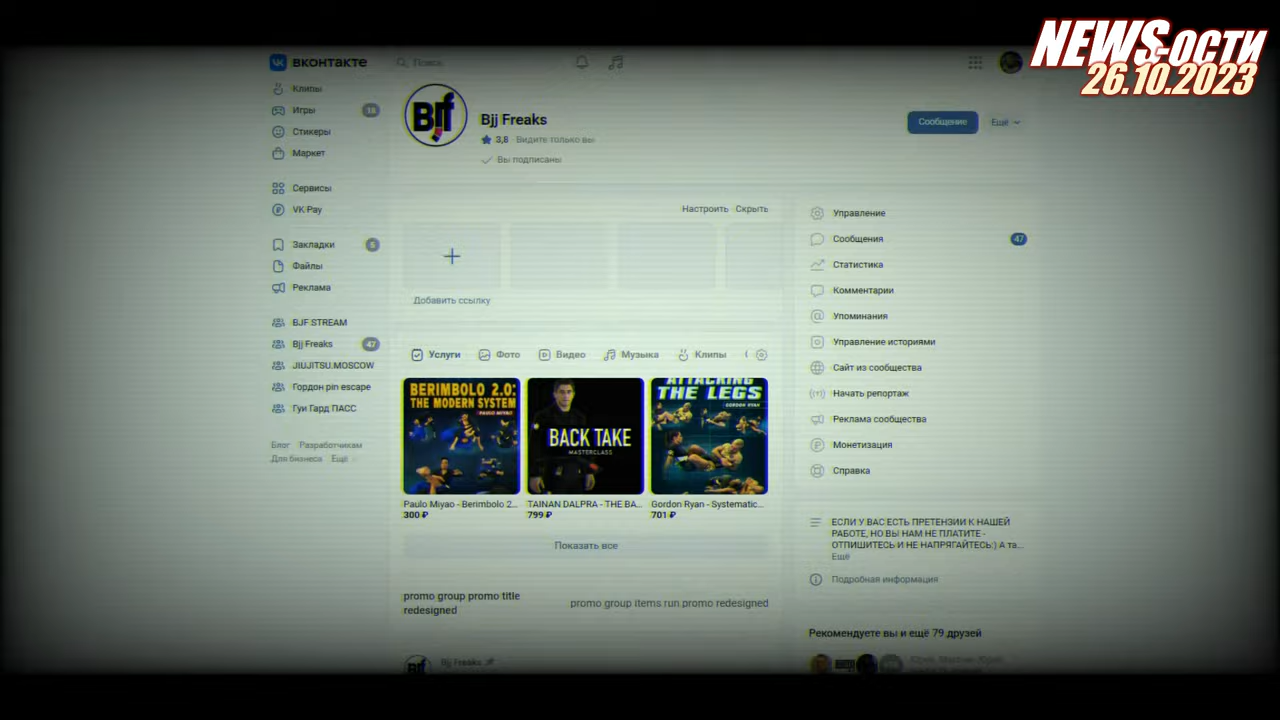 NEWS-ОСТИ
26.10.2023
вконтакте
Поиск
Клипы
Игры 18
Стикеры
Маркет
Сервисы
VK Pay
Закладки 5
Файлы
Реклама
BJF STREAM
Bjj Freaks 47
JIUJITSU.MOSCOW
Гордон pin escape
Гуи Гард ПАСС
Блог Разработчикам
Для бизнеса Ещё
Bjf
Bjj Freaks
3,8 Видите только вы
Вы подписаны
Сообщение Ещё
Настроить Скрыть
Добавить ссылку
Услуги Фото Видео Музыка Клипы
BERIMBOLO 2.0:
THE MODERN SYSTEM
PAULO MIYAO
BACK TAKE
MASTERCLASS
ATTACKING
THE LEGS
GORDON RYAN
Paulo Miyao - Berimbolo 2...
300 ₽
TAINAN DALPRA - THE BA...
799 ₽
Gordon Ryan - Systematic...
701 ₽
Показать все
promo group promo title
redesigned
promo group items run promo redesigned
Bjj Freaks
Управление
Сообщения 47
Статистика
Комментарии
Упоминания
Управление историями
Сайт из сообщества
Начать репортаж
Реклама сообщества
Монетизация
Справка
ЕСЛИ У ВАС ЕСТЬ ПРЕТЕНЗИИ К НАШЕЙ
РАБОТЕ, НО ВЫ НАМ НЕ ПЛАТИТЕ -
ОТПИШИТЕСЬ И НЕ НАПРЯГАЙТЕСЬ:) А та...
Ещё
Подробная информация
Рекомендуете вы и ещё 79 друзей